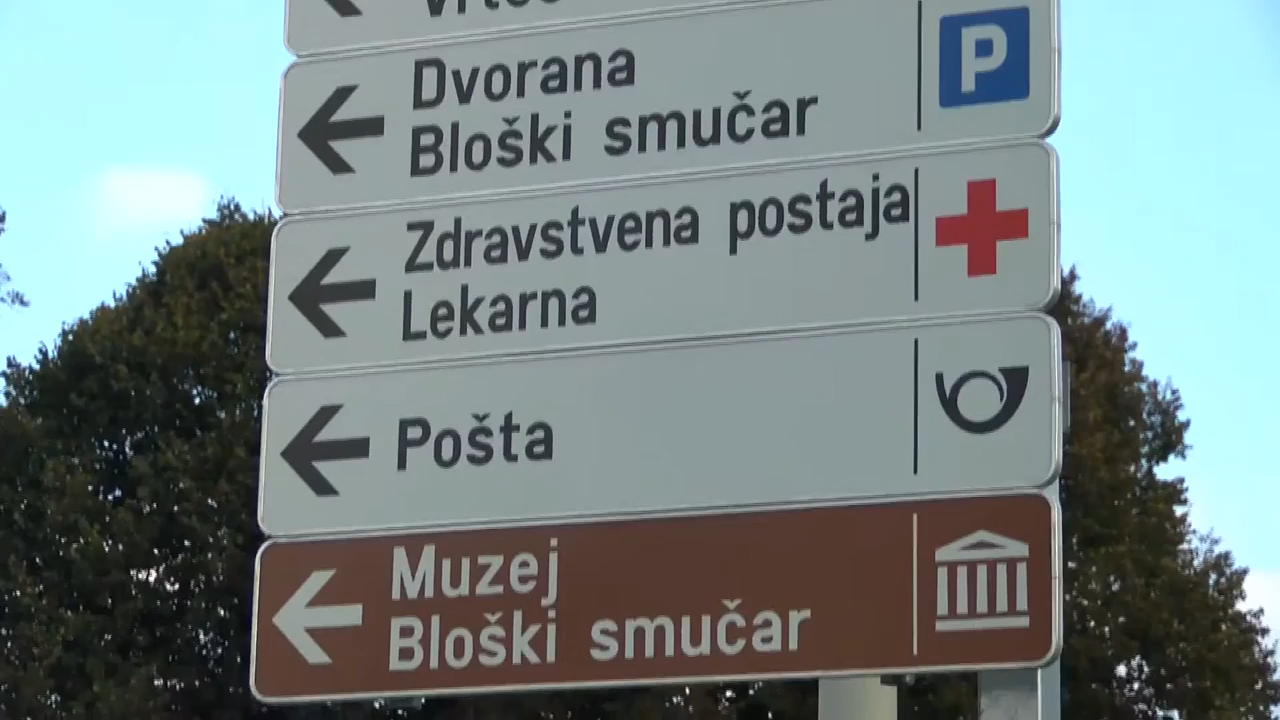 Dvorana
Bloški smučar
P
Zdravstvena postaja
Lekarna
Pošta
Muzej
Bloški smučar